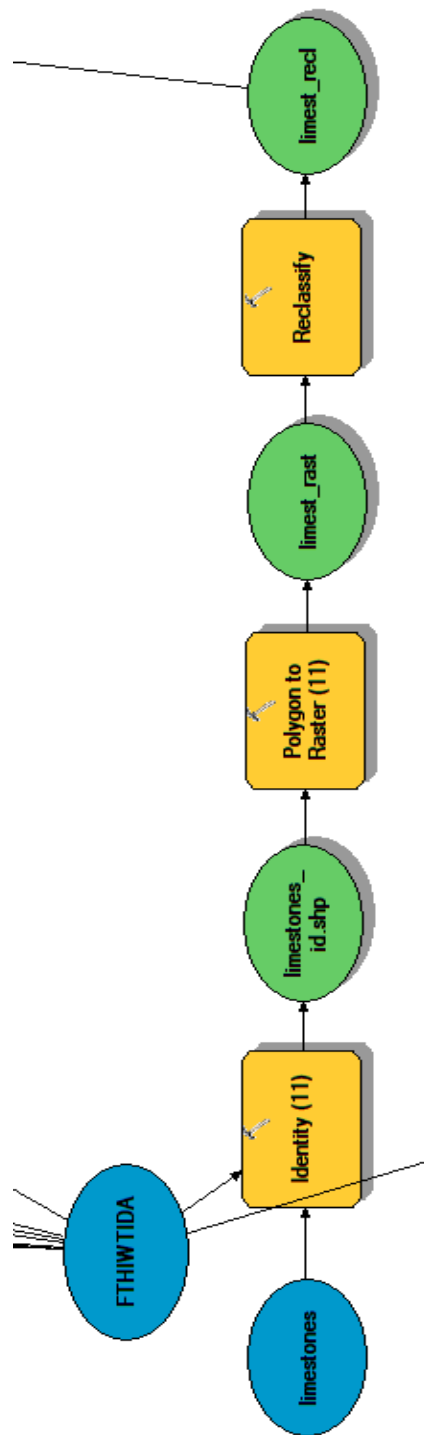 limestones
FTHIWTIDA
Identity (11)
limestones_
id.shp
Polygon to
Raster (11)
limest_rast
Reclassify
limest_recl